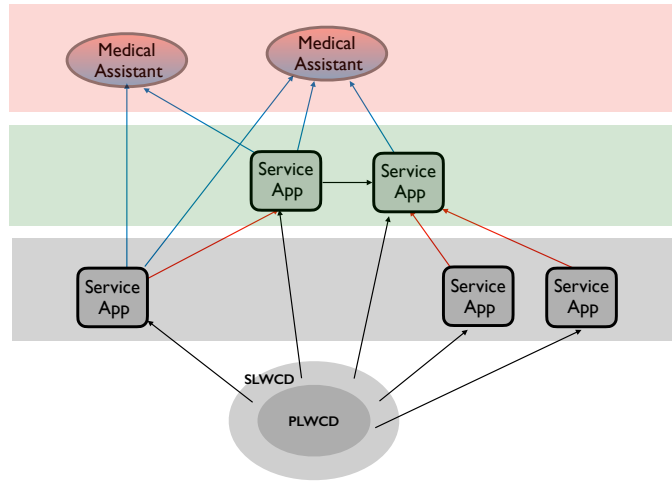 Medical
Assistant
Medical
Assistant
Service
App
Service
App
Service
App
Service
App
Service
App
SLWCD
PLWCD